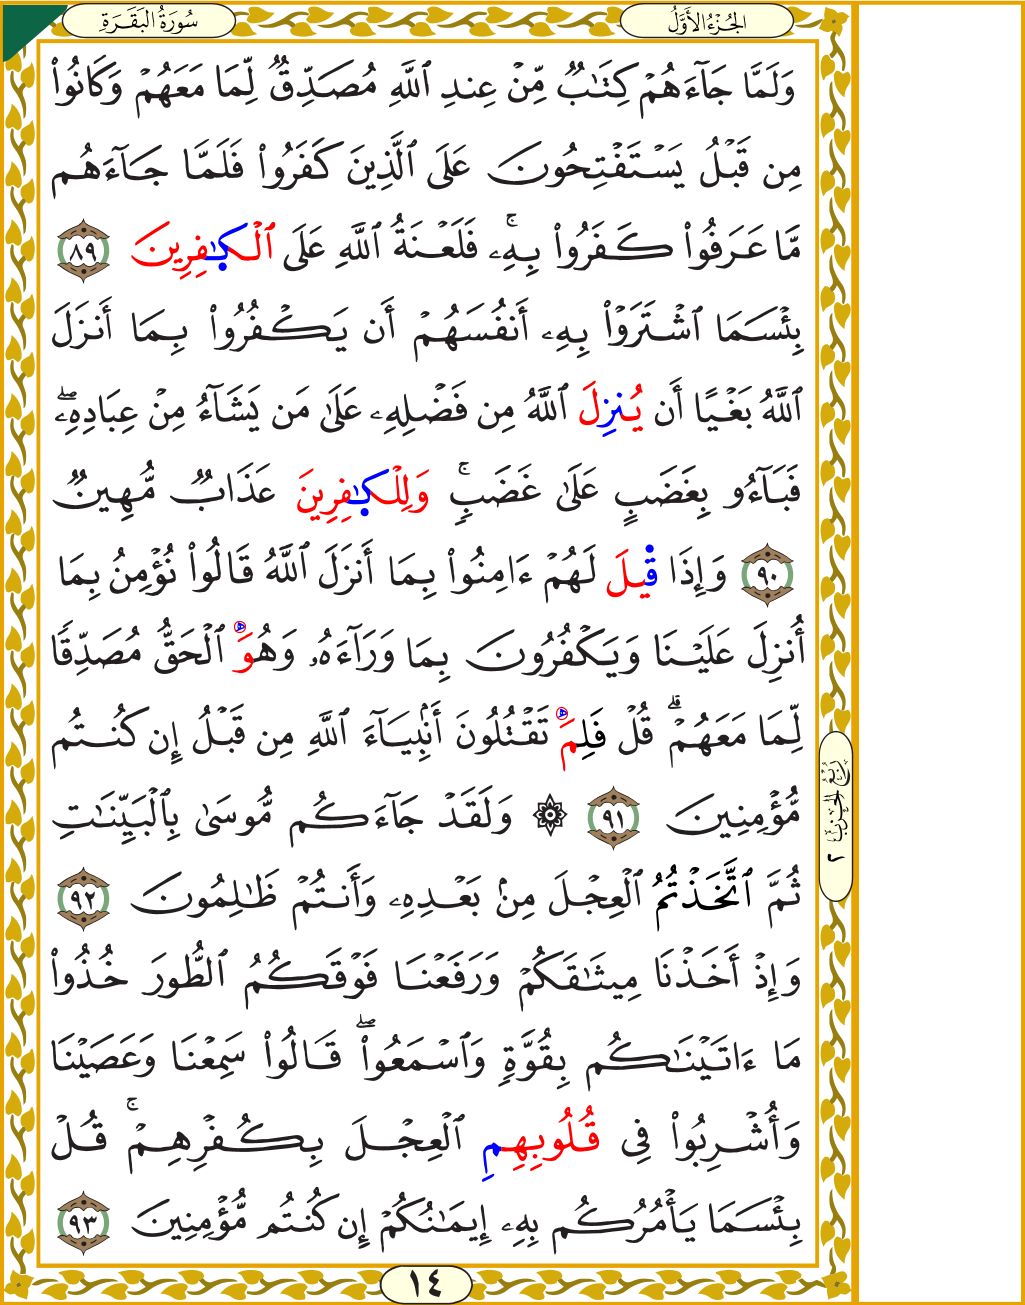 سُورَةُ البَقَرَةِ
الجُزْءُ الأَوَّلُ
وَلَمَّا جَآءَهُمْ كِتَٰبٌ مِّنْ عِندِ ٱللَّهِ مُصَدِّقٌ لِّمَا مَعَهُمْ وَكَانُوا۟
مِن قَبْلُ يَسْتَفْتِحُونَ عَلَى ٱلَّذِينَ كَفَرُوا۟ فَلَمَّا جَآءَهُم
مَّا عَرَفُوا۟ كَفَرُوا۟ بِهِۦۚ فَلَعْنَةُ ٱللَّهِ عَلَى ٱلْكَٰفِرِينَ ٨٩
بِئْسَمَا ٱشْتَرَوْا۟ بِهِۦٓ أَنفُسَهُمْ أَن يَكْفُرُوا۟ بِمَا أَنزَلَ
ٱللَّهُ بَغْيًا أَن يُنزِلَ ٱللَّهُ مِن فَضْلِهِۦ عَلَىٰ مَن يَشَآءُ مِنْ عِبَادِهِۦۖ
فَبَآءُو بِغَضَبٍ عَلَىٰ غَضَبٍۚ وَلِلْكَٰفِرِينَ عَذَابٌ مُّهِينٌ
٩٠ وَإِذَا قِيلَ لَهُمْ ءَامِنُوا۟ بِمَا أَنزَلَ ٱللَّهُ قَالُوا۟ نُؤْمِنُ بِمَا
أُنزِلَ عَلَيْنَا وَيَكْفُرُونَ بِمَا وَرَآءَهُۥ وَهُوَ ٱلْحَقُّ مُصَدِّقًا
لِّمَا مَعَهُمْۗ قُلْ فَلِمَ تَقْتُلُونَ أَنۢبِيَآءَ ٱللَّهِ مِن قَبْلُ إِن كُنتُم
مُّؤْمِنِينَ ٩١ ۞ وَلَقَدْ جَآءَكُم مُّوسَىٰ بِٱلْبَيِّنَٰتِ
ثُمَّ ٱتَّخَذْتُمُ ٱلْعِجْلَ مِنۢ بَعْدِهِۦ وَأَنتُمْ ظَٰلِمُونَ ٩٢
وَإِذْ أَخَذْنَا مِيثَٰقَكُمْ وَرَفَعْنَا فَوْقَكُمُ ٱلطُّورَ خُذُوا۟
مَا ءَاتَيْنَٰكُم بِقُوَّةٍ وَٱسْمَعُوا۟ۖ قَالُوا۟ سَمِعْنَا وَعَصَيْنَا
وَأُشْرِبُوا۟ فِى قُلُوبِهِمِ ٱلْعِجْلَ بِكُفْرِهِمْۚ قُلْ
بِئْسَمَا يَأْمُرُكُم بِهِۦٓ إِيمَٰنُكُمْ إِن كُنتُم مُّؤْمِنِينَ ٩٣
رُبْعُ الحِزْبِ ٢
١٤